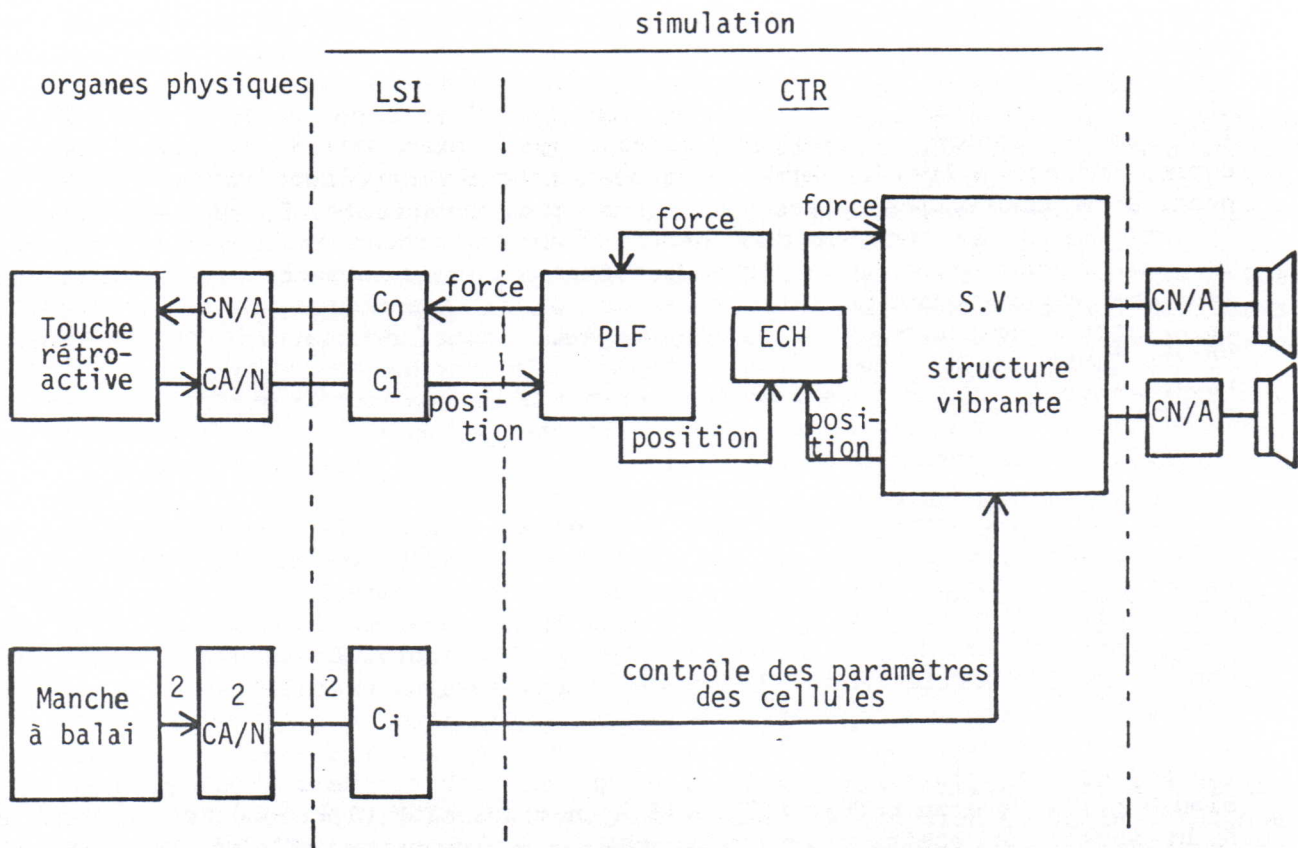 simulation
organes physiques
LSI
CTR
force
force
Touche
rétro-
active
CN/A
CA/N
C0
C1
force
posi-
tion
PLF
position
ECH
posi-
tion
S.V
structure
vibrante
CN/A
CN/A
Manche
à balai
2
2
CA/N
2
Ci
contrôle des paramètres
des cellules